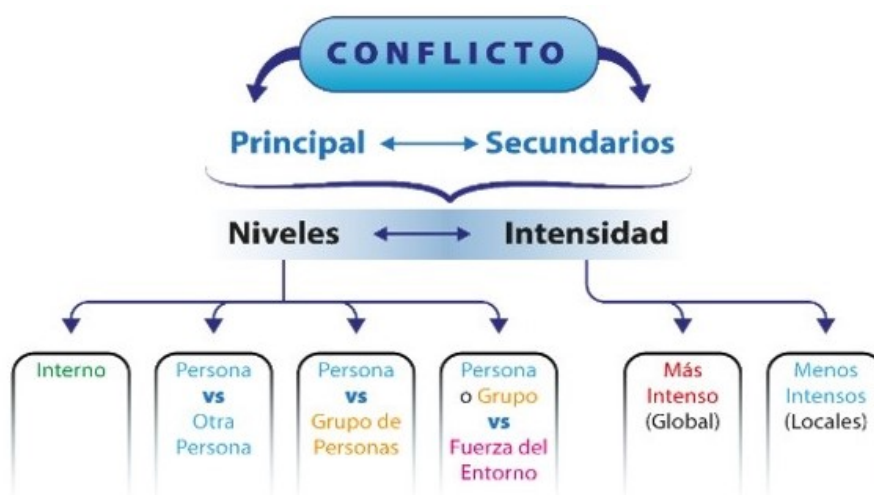 CONFLICTO
Principal Secundarios
Niveles Intensidad
Interno
Persona
vs
Otra
Persona
Persona
vs
Grupo de
Personas
Persona
o Grupo
vs
Fuerza del
Entorno
Más
Intenso
(Global)
Menos
Intensos
(Locales)